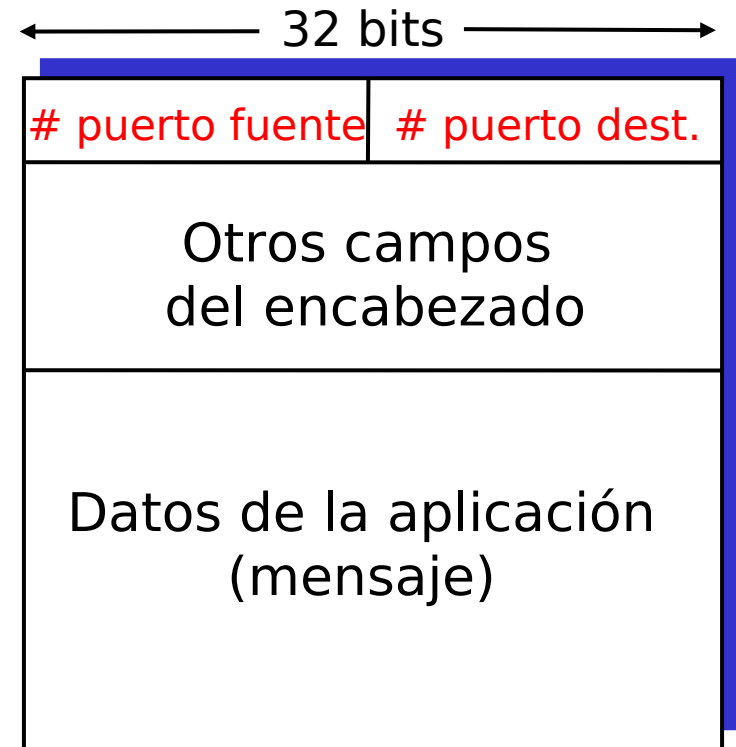 32 bits
# puerto fuente # puerto dest.
Otros campos
del encabezado
Datos de la aplicación
(mensaje)